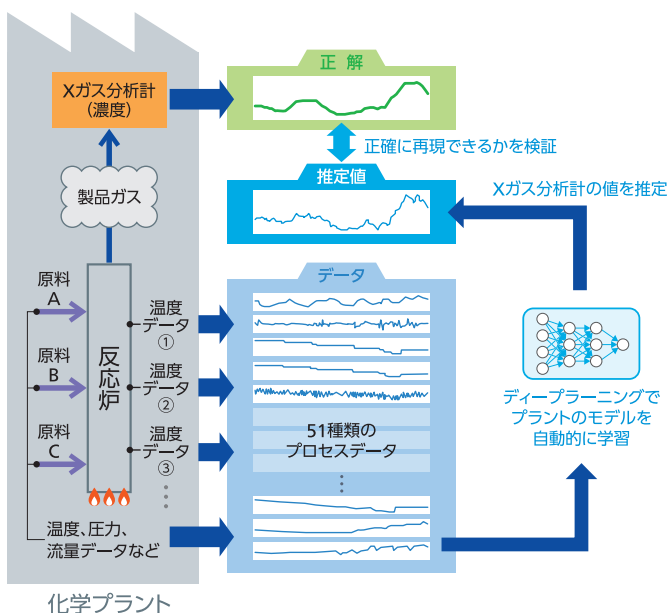 Xガス分析計
(濃度)
正 解
正確に再現できるかを検証
推定値
Xガス分析計の値を推定
製品ガス
データ
原料
A
原料
B
原料
C
反応炉
温度
データ
①
温度
データ
②
温度
データ
③
51種類の
プロセスデータ
ディープラーニングで
プラントのモデルを
自動的に学習
温度、圧力、
流量データなど
化学プラント